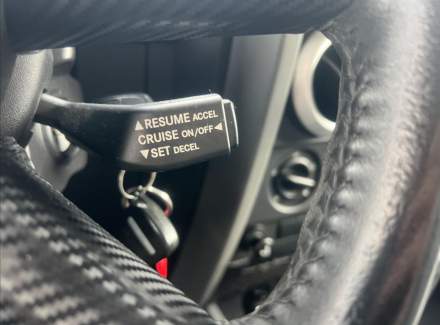 ▲RESUME ACCEL
CRUISE ON/OFF◀
▼SET DECEL